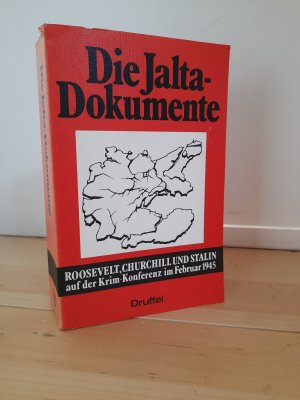 Die Jalta-
Dokumente
ROOSEVELT, CHURCHILL UND STALIN
auf der Krim-Konferenz im Februar 1945
Druffel